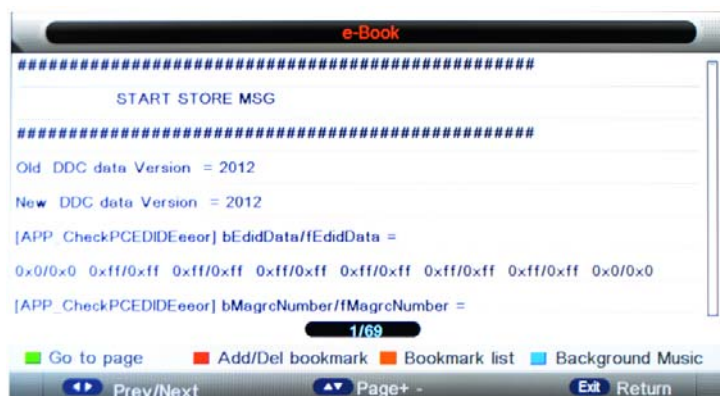 e-Book
##################################################
START STORE MSG
##################################################
Old DDC data Version = 2012
New DDC data Version = 2012
[APP_CheckPCEDIDEeeor] bEdidData/fEdidData =
0x0/0x0 0xff/0xff 0xff/0xff 0xff/0xff 0xff/0xff 0xff/0xff 0xff/0xff 0x0/0x0
[APP_CheckPCEDIDEeeor] bMagrcNumber/fMagrcNumber =
1/69
Go to page Add/Del bookmark Bookmark list Background Music
Prev/Next Page+ - Exit Return